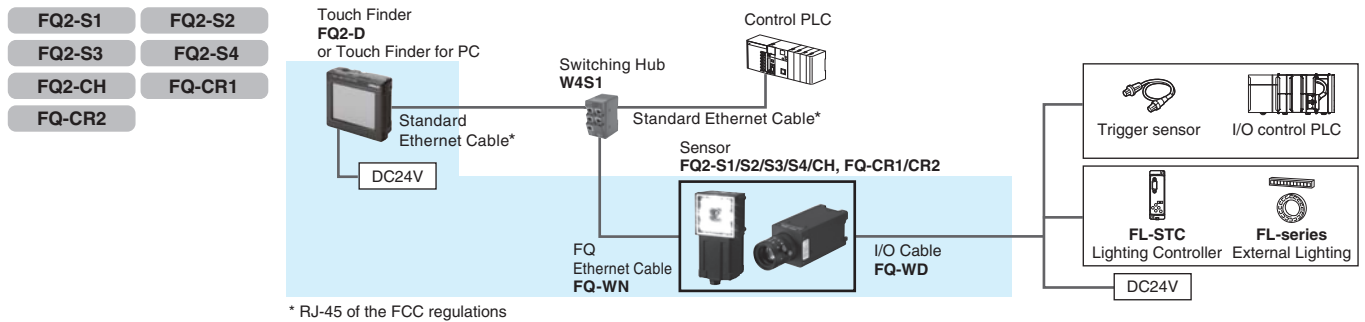 FQ2-S1
FQ2-S2
FQ2-S3
FQ2-S4
FQ2-CH
FQ-CR1
FQ-CR2
Touch Finder
FQ2-D
or Touch Finder for PC
Standard
Ethernet Cable*
DC24V
Switching Hub
W4S1
Control PLC
Standard Ethernet Cable*
Sensor
FQ2-S1/S2/S3/S4/CH, FQ-CR1/CR2
FQ
Ethernet Cable
FQ-WN
I/O Cable
FQ-WD
Trigger sensor
I/O control PLC
FL-STC
Lighting Controller
FL-series
External Lighting
DC24V
* RJ-45 of the FCC regulations